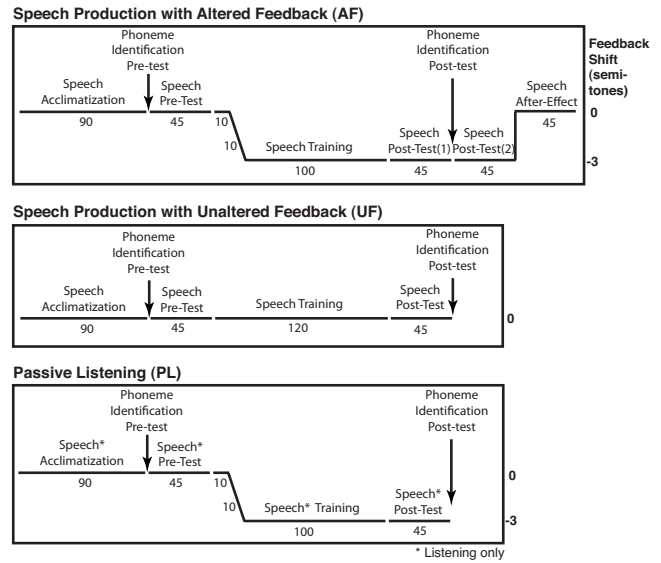 Speech Production with Altered Feedback (AF)
Phoneme
Identification
Pre-test
Phoneme
Identification
Post-test
Feedback
Shift
(semi-
tones)
Speech
Acclimatization
Speech
Pre-Test
Speech Training
Speech
Post-Test(1)
Speech
Post-Test(2)
Speech
After-Effect
90
45
10
10
100
45
45
45
0
-3
Speech Production with Unaltered Feedback (UF)
Phoneme
Identification
Pre-test
Phoneme
Identification
Post-test
Speech
Acclimatization
Speech
Pre-Test
Speech Training
Speech
Post-Test
90
45
120
45
0
Passive Listening (PL)
Phoneme
Identification
Pre-test
Phoneme
Identification
Post-test
Speech*
Acclimatization
Speech*
Pre-Test
Speech* Training
Speech*
Post-Test
90
45
10
10
100
45
0
-3
* Listening only